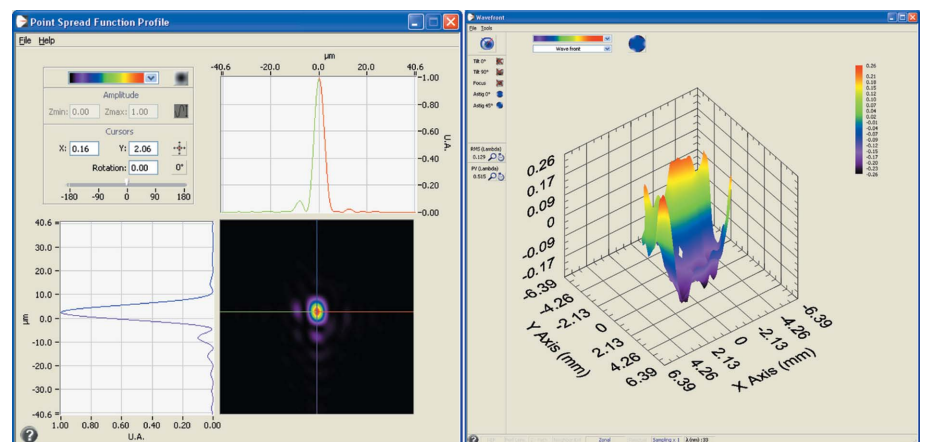 Point Spread Function Profile
File Help
Amplitude
Zmin: 0.00 Zmax: 1.00
Cursors
X: 0.16 Y: 2.06
Rotation: 0.00 0°
-180 -90 0 90 180
µm
-40.6 -20.0 0.0 20.0 40.6
1.00
0.80
0.60
0.40
0.20
0.00
U.A.
40.6
30.0
20.0
10.0
0.0
-10.0
-20.0
-30.0
-40.6
µm
1.00 0.80 0.60 0.40 0.20 0.00
U.A.
Wavefront
File Tools
Wave front
Tilt 0°
Tilt 90°
Focus
Astig 0°
Astig 45°
RMS (Lambda)
0.129
PV (Lambda)
0.515
0.26
0.21
0.18
0.15
0.12
0.10
0.07
0.04
0.02
-0.01
-0.04
-0.07
-0.09
-0.12
-0.15
-0.17
-0.20
-0.23
-0.26
0.26
0.17
0.09
0
-0.09
-0.17
-6.39
-4.26
-2.13
0
2.13
4.26
6.39
Y Axis (mm)
6.39
4.26
2.13
0
-2.13
-4.26
-6.39
X Axis (mm)
Zonal
Sampling x 1